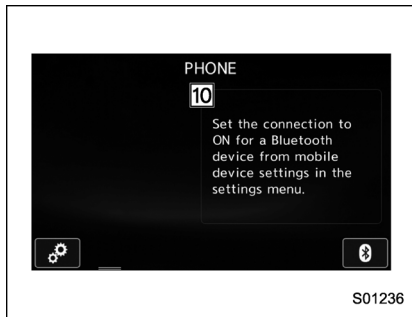 PHONE
10
Set the connection to
ON for a Bluetooth
device from mobile
device settings in the
settings menu.
S01236